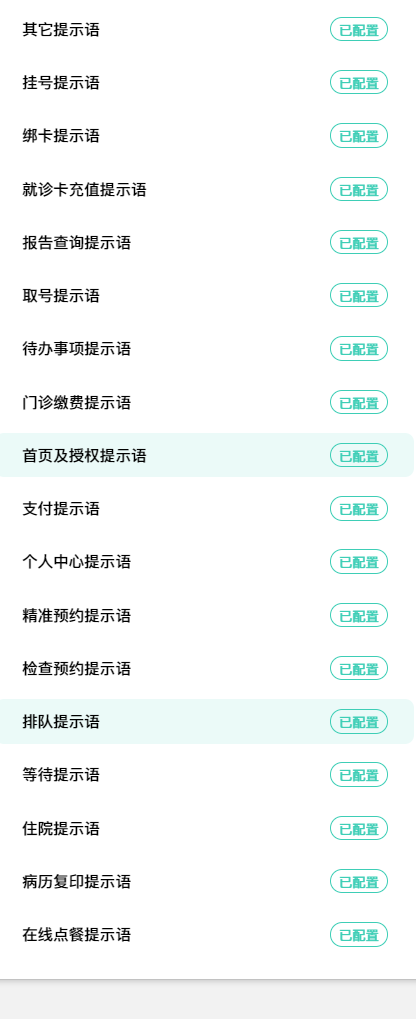 其它提示语 已配置
挂号提示语 已配置
绑卡提示语 已配置
就诊卡充值提示语 已配置
报告查询提示语 已配置
取号提示语 已配置
待办事项提示语 已配置
门诊缴费提示语 已配置
首页及授权提示语 已配置
支付提示语 已配置
个人中心提示语 已配置
精准预约提示语 已配置
检查预约提示语 已配置
排队提示语 已配置
等待提示语 已配置
住院提示语 已配置
病历复印提示语 已配置
在线点餐提示语 已配置